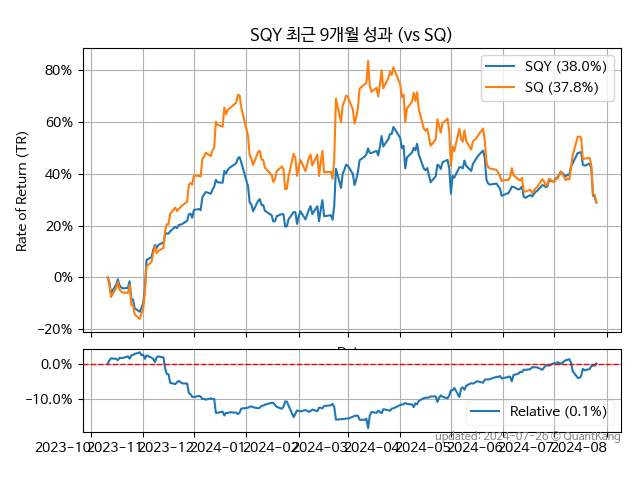 SQY 최근 9개월 성과 (vs SQ)
SQY (38.0%)
SQ (37.8%)
Rate of Return (TR)
80%
60%
40%
20%
0%
−20%
0.0%
−10.0%
Relative (0.1%)
updated: 2024-07-26 © QuantKang
2023-10 2023-11 2023-12 2024-01 2024-02 2024-03 2024-04 2024-05 2024-06 2024-07 2024-08